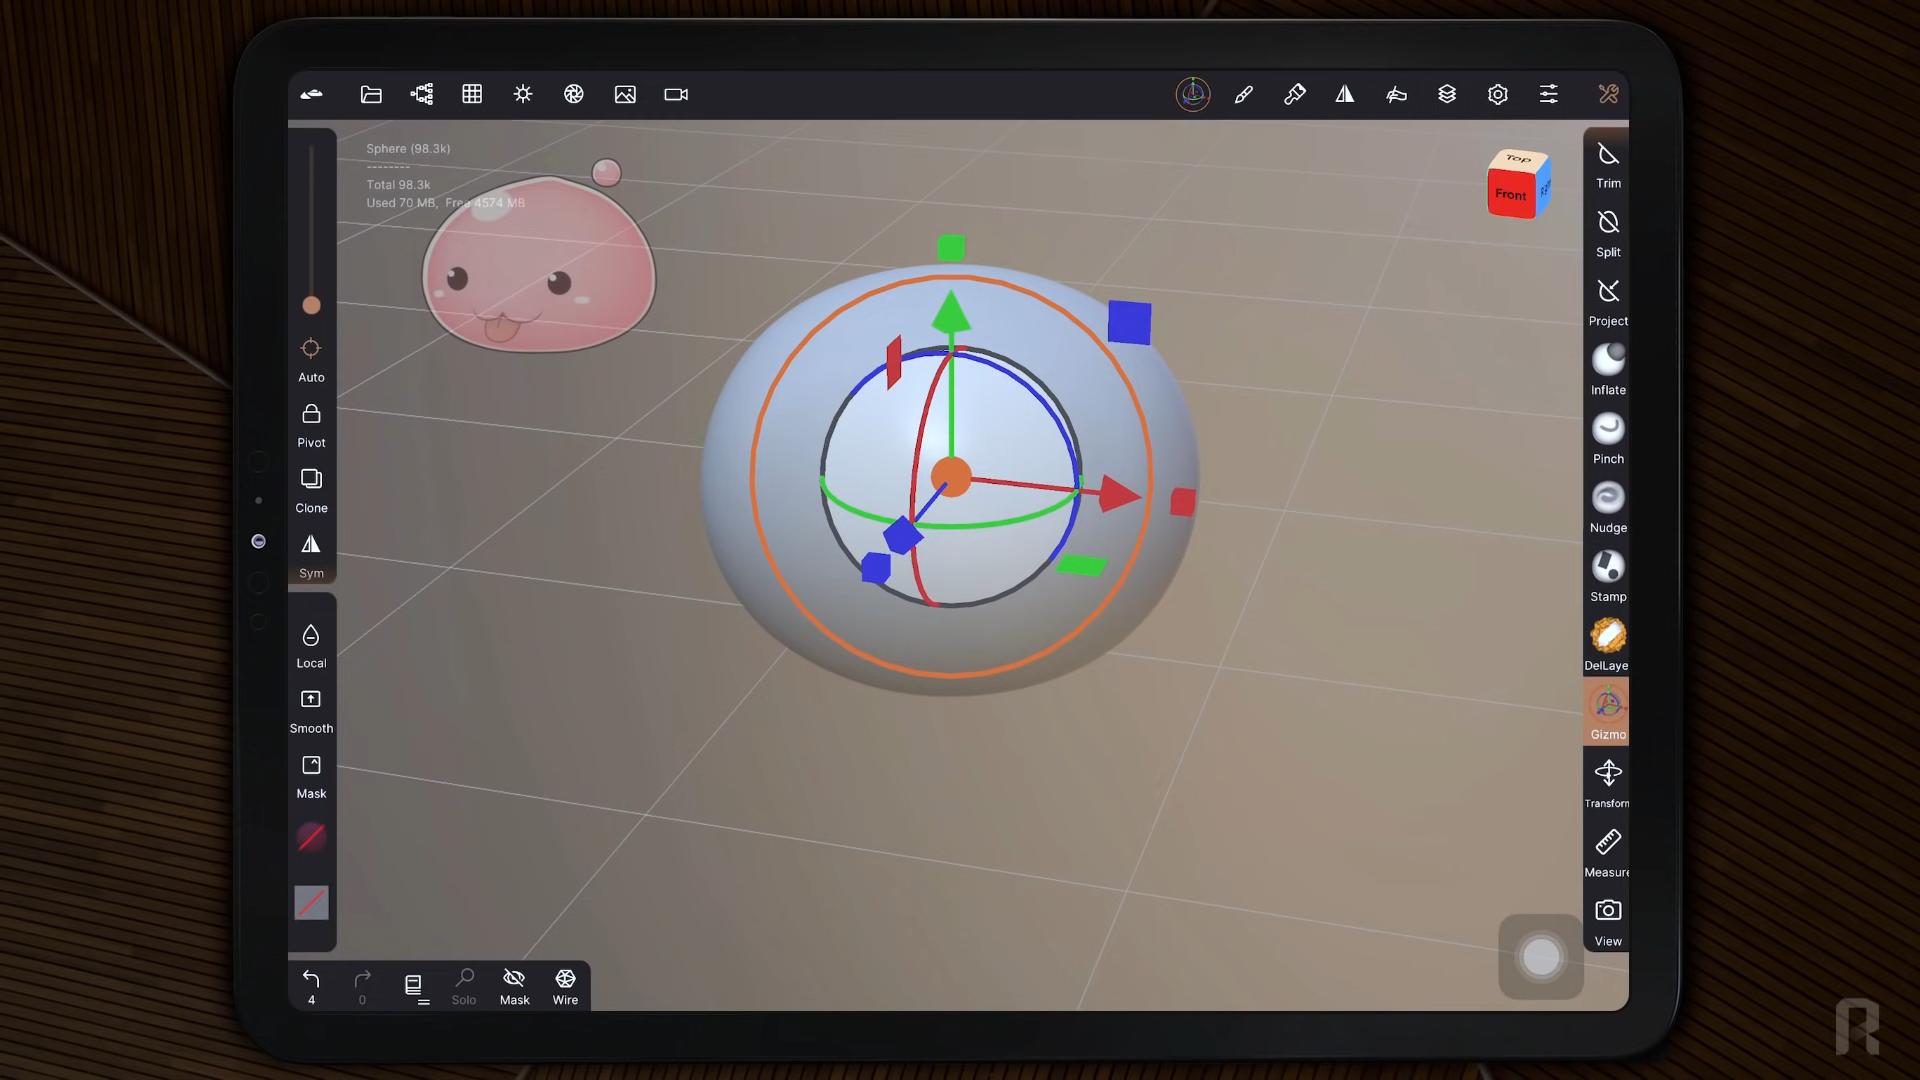 Sphere (98.3k)
--------
Total 98.3k
Used 70 MB, Free 4574 MB
Top
Front
Right
Auto
Pivot
Clone
Sym
Local
Smooth
Mask
4
0
Solo
Mask
Wire
Trim
Split
Project
Inflate
Pinch
Nudge
Stamp
DelLaye
Gizmo
Transform
Measure
View